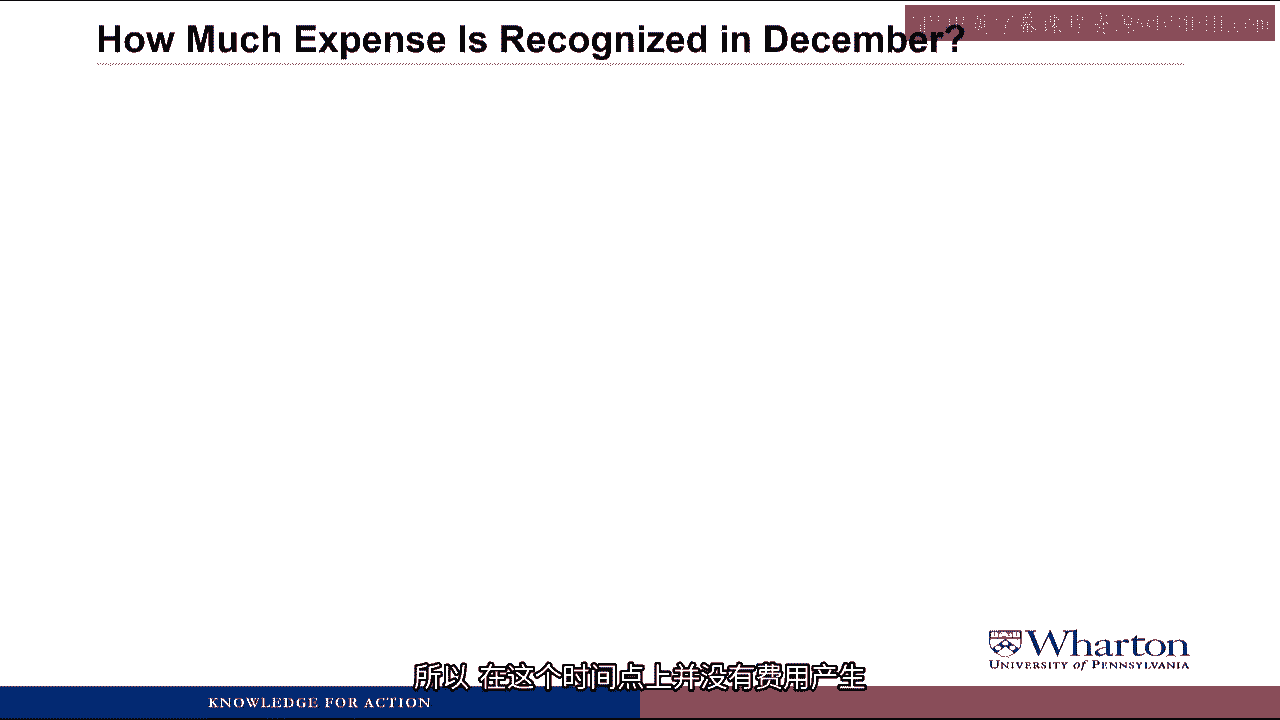 How Much Expense Is Recognized in December?
Wharton
UNIVERSITY of PENNSYLVANIA
所以 在这个时间点上并没有费用产生
KNOWLEDGE FOR ACTION